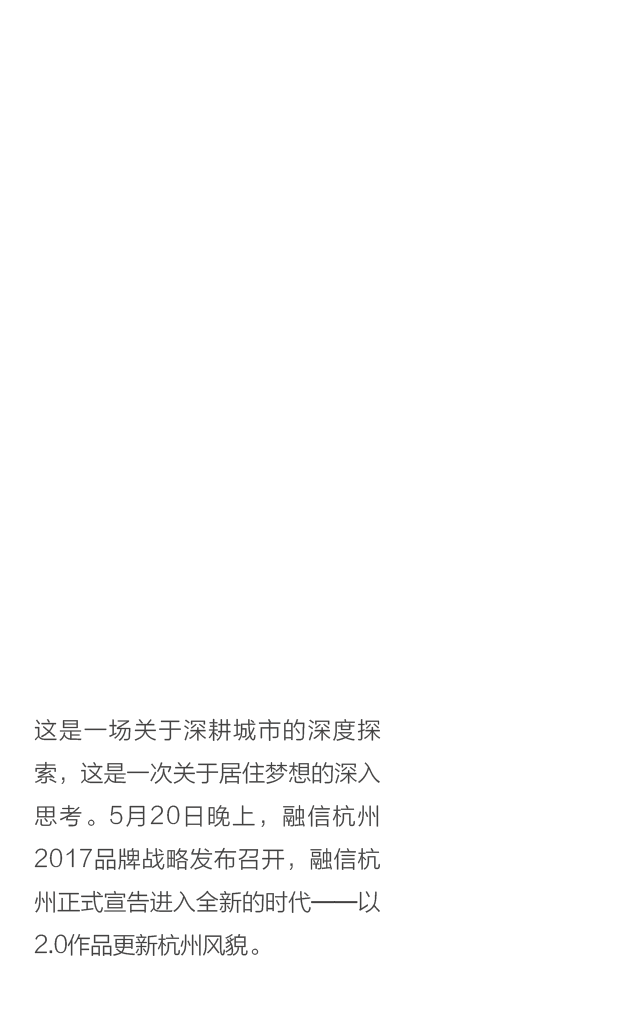 这是一场关于深耕城市的深度探
索，这是一次关于居住梦想的深入
思考。5月20日晚上，融信杭州
2017品牌战略发布召开，融信杭
州正式宣告进入全新的时代——以
2.0作品更新杭州风貌。